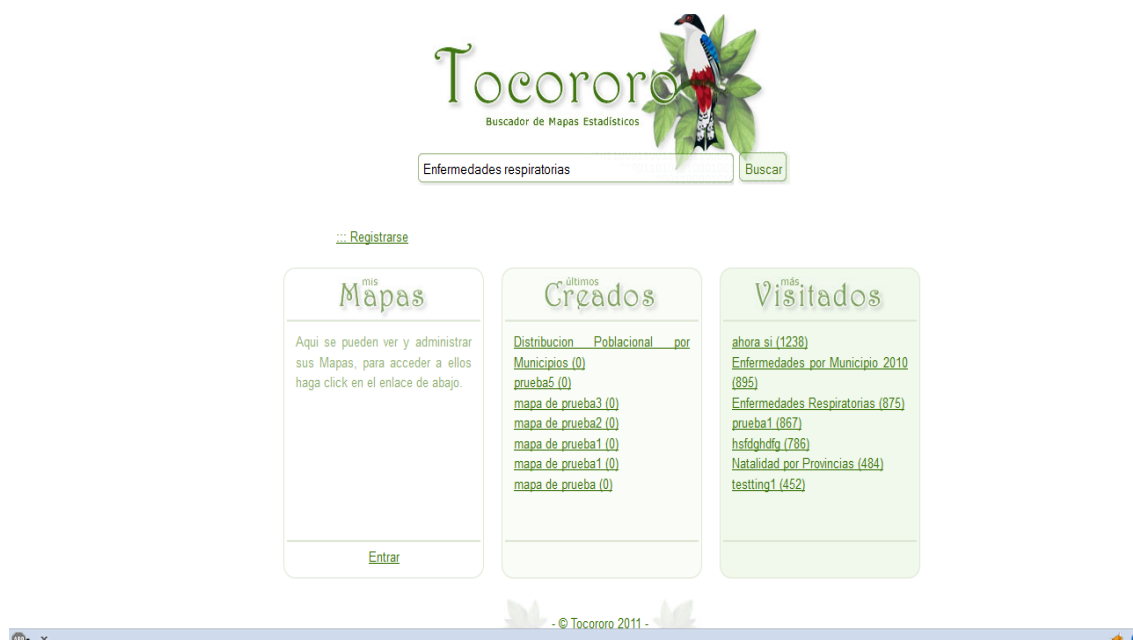 Tocororo
Buscador de Mapas Estadísticos
Enfermedades respiratorias
Buscar
::: Registrarse
mis
Mapas
Aqui se pueden ver y administrar
sus Mapas, para acceder a ellos
haga click en el enlace de abajo.
Entrar
últimos
Creados
Distribucion Poblacional por
Municipios (0)
prueba5 (0)
mapa de prueba3 (0)
mapa de prueba2 (0)
mapa de prueba1 (0)
mapa de prueba1 (0)
mapa de prueba (0)
más
Visitados
ahora si (1238)
Enfermedades por Municipio 2010
(895)
Enfermedades Respiratorias (875)
prueba1 (867)
hsfdghdfg (786)
Natalidad por Provincias (484)
testting1 (452)
- © Tocororo 2011 -